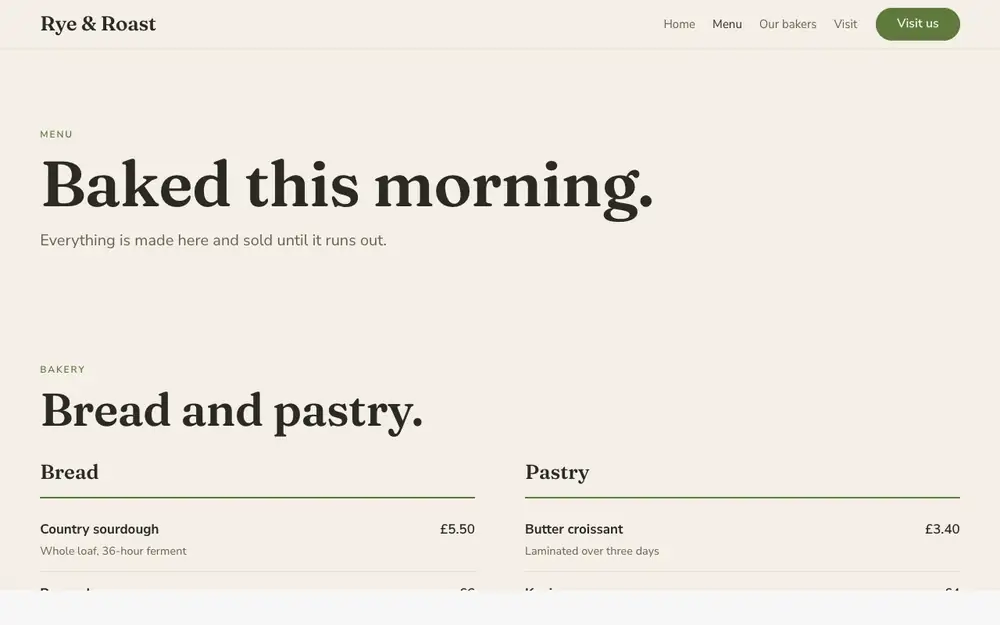 Rye & Roast
Home Menu Our bakers Visit Visit us
MENU
Baked this morning.
Everything is made here and sold until it runs out.
BAKERY
Bread and pastry.
Bread
Country sourdough £5.50
Whole loaf, 36-hour ferment
Pastry
Butter croissant £3.40
Laminated over three days